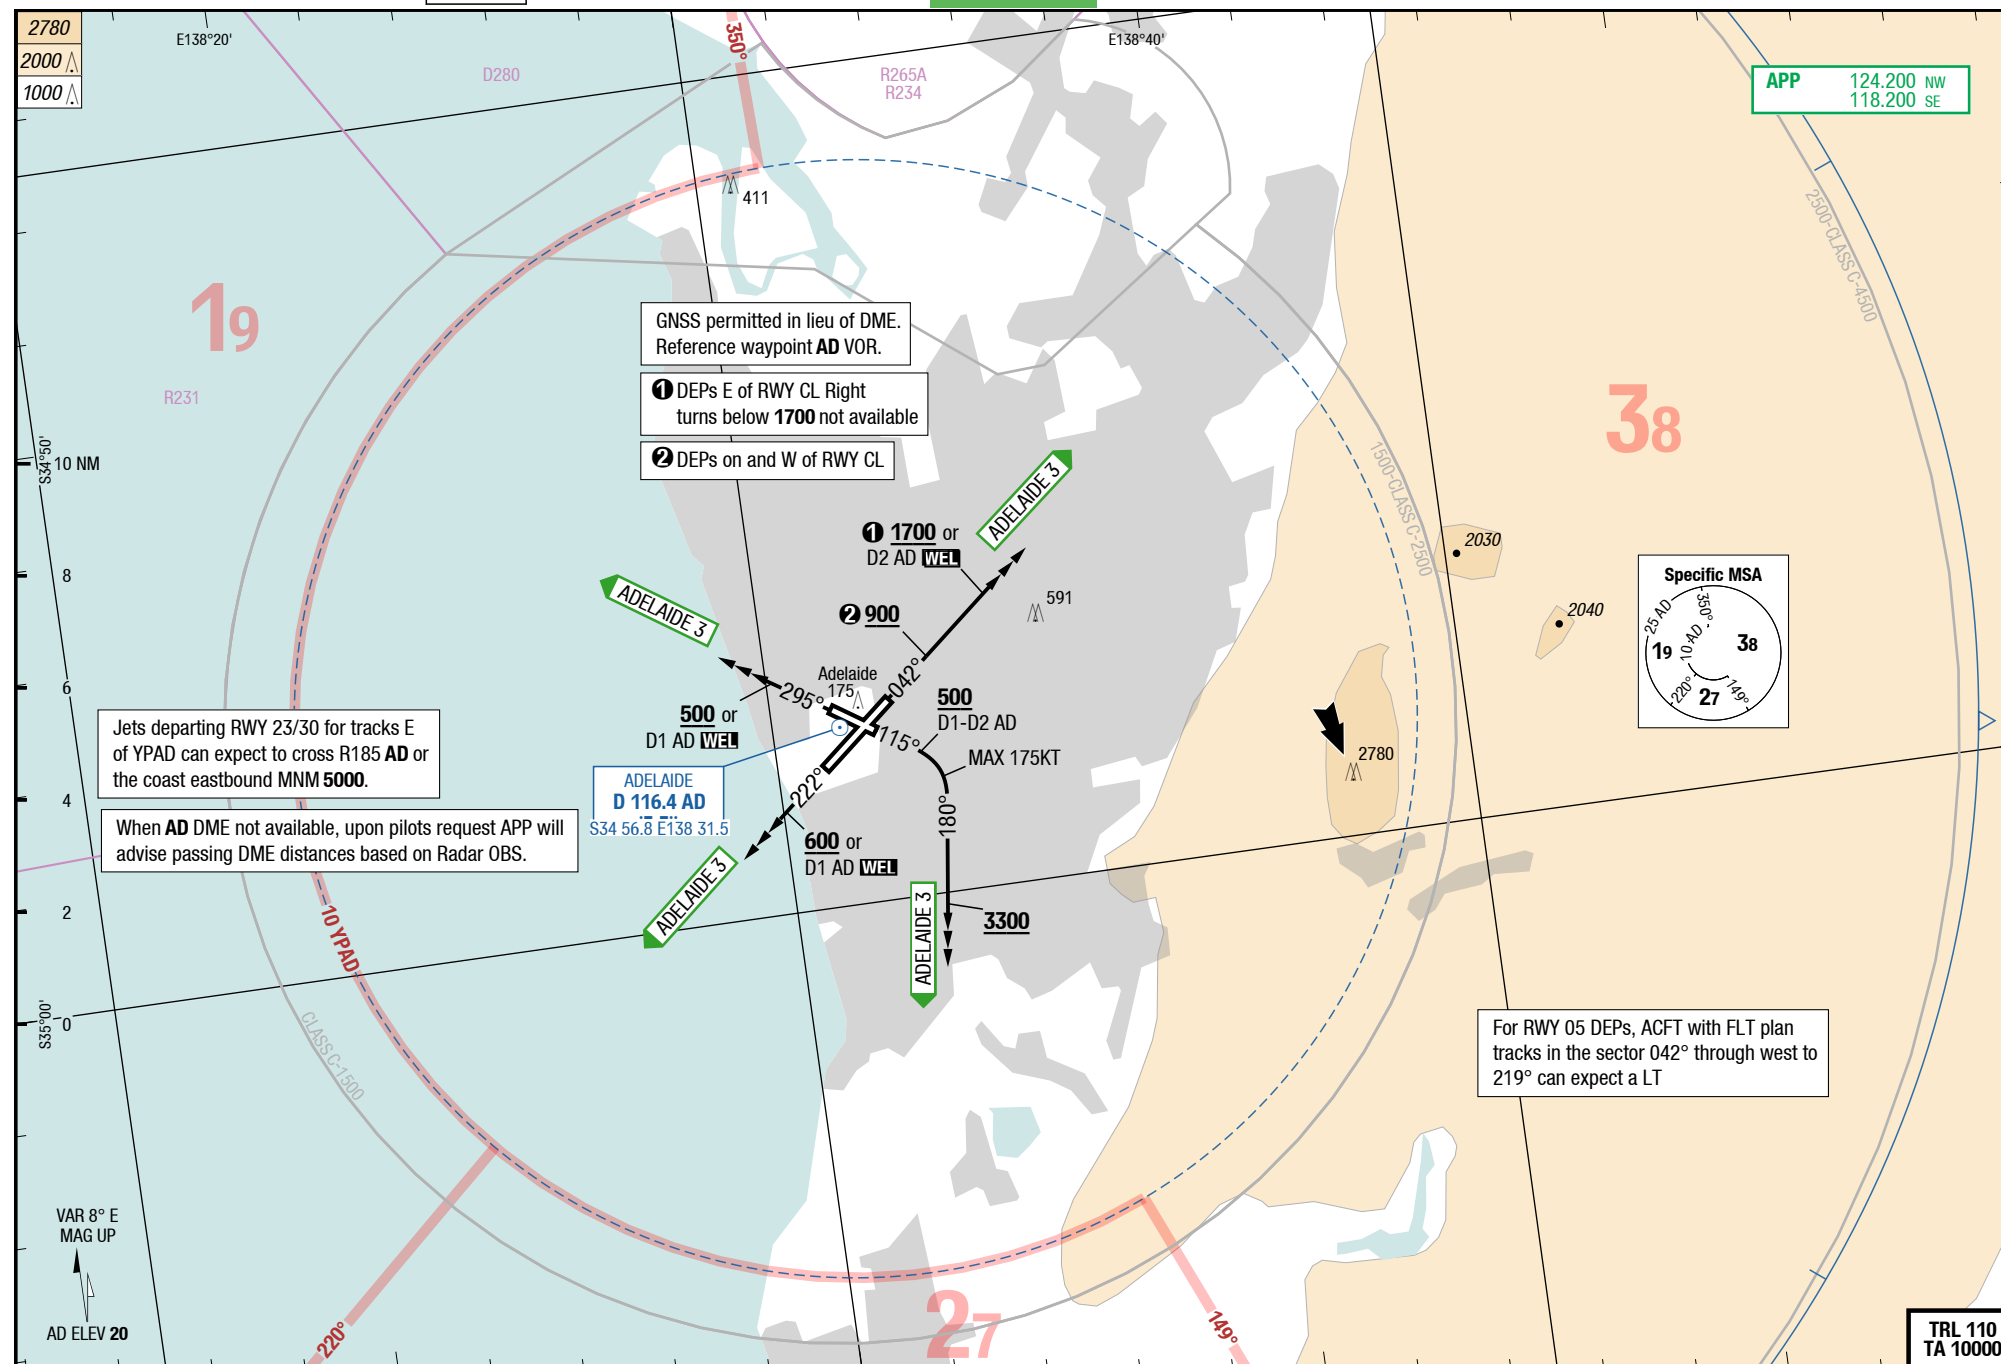 2780
2000
1000
E138°20'
D280
350°
R265A
R234
E138°40'
APP 124.200 NW
118.200 SE
411
2500-CLASS C-4500
19
R231
GNSS permitted in lieu of DME.
Reference waypoint AD VOR.
❶ DEPs E of RWY CL Right
turns below 1700 not available
❷ DEPs on and W of RWY CL
38
1500-CLASS C-2500
S34°50'
10 NM
8
6
4
2
0
S35°00'
ADELAIDE 3
❶ 1700 or
D2 AD WEL
❷ 900
591
042°
ADELAIDE 3
295°
500 or
D1 AD WEL
Adelaide
175
500
D1-D2 AD
115°
MAX 175KT
180°
3300
ADELAIDE 3
222°
600 or
D1 AD WEL
ADELAIDE 3
ADELAIDE
D 116.4 AD
S34 56.8 E138 31.5
2030
2040
2780
Specific MSA
25 AD
350°
10 AD
19
38
220°
27
149°
Jets departing RWY 23/30 for tracks E
of YPAD can expect to cross R185 AD or
the coast eastbound MNM 5000.
When AD DME not available, upon pilots request APP will
advise passing DME distances based on Radar OBS.
10 YPAD
CLASS C-1500
For RWY 05 DEPs, ACFT with FLT plan
tracks in the sector 042° through west to
219° can expect a LT
VAR 8° E
MAG UP
AD ELEV 20
220°
27
149°
TRL 110
TA 10000